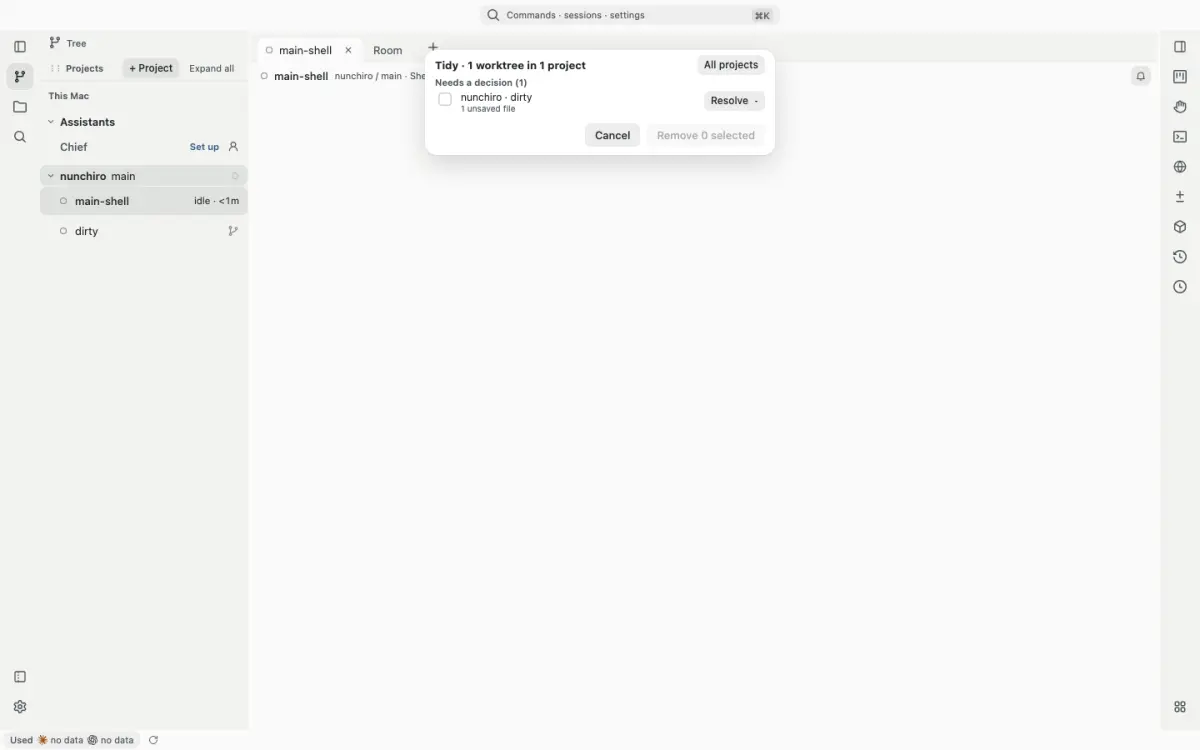 Commands · sessions · settings ⌘K
Tree
Projects + Project Expand all
This Mac
Assistants
Chief Set up
nunchiro main
main-shell idle · <1m
dirty
main-shell × Room +
main-shell nunchiro / main · She
Tidy · 1 worktree in 1 project All projects
Needs a decision (1)
nunchiro · dirty Resolve
1 unsaved file
Cancel Remove 0 selected
Used no data no data